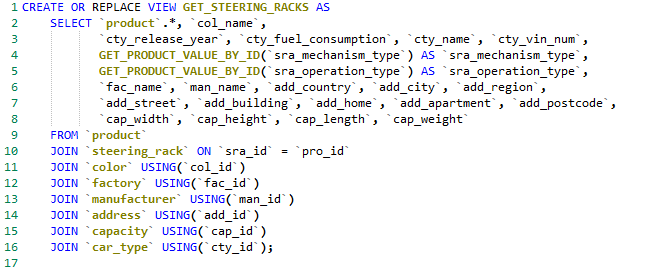 1 CREATE OR REPLACE VIEW GET_STEERING_RACKS AS
2 SELECT `product`.*, `col_name`,
3 `cty_release_year`, `cty_fuel_consumption`, `cty_name`, `cty_vin_num`,
4 GET_PRODUCT_VALUE_BY_ID(`sra_mechanism_type`) AS `sra_mechanism_type`,
5 GET_PRODUCT_VALUE_BY_ID(`sra_operation_type`) AS `sra_operation_type`,
6 `fac_name`, `man_name`, `add_country`, `add_city`, `add_region`,
7 `add_street`, `add_building`, `add_home`, `add_apartment`, `add_postcode`,
8 `cap_width`, `cap_height`, `cap_length`, `cap_weight`
9 FROM `product`
10 JOIN `steering_rack` ON `sra_id` = `pro_id`
11 JOIN `color` USING(`col_id`)
12 JOIN `factory` USING(`fac_id`)
13 JOIN `manufacturer` USING(`man_id`)
14 JOIN `address` USING(`add_id`)
15 JOIN `capacity` USING(`cap_id`)
16 JOIN `car_type` USING(`cty_id`);
17